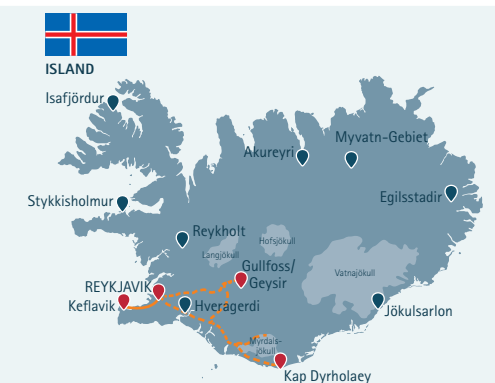 ISLAND
Isafjördur
Akureyri
Myvatn-Gebiet
Egilsstadir
Stykkisholmur
Reykholt
Hofsjökull
Langjökull
Gullfoss/
Geysir
Vatnajökull
REYKJAVIK
Keflavik
Hveragerdi
Jökulsarlon
Myrdals-
jökull
Kap Dyrholaey